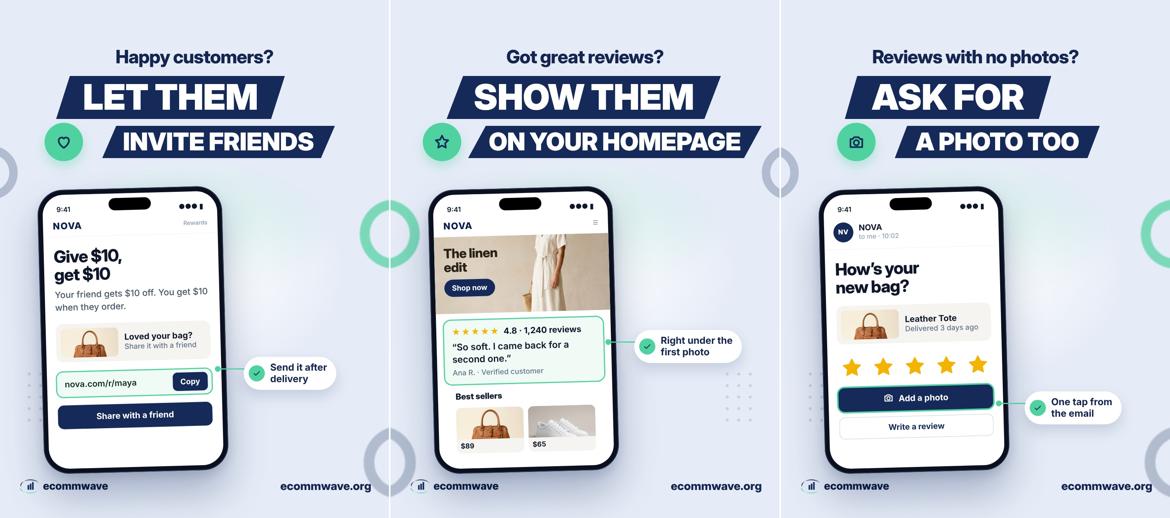 Happy customers?
LET THEM
INVITE FRIENDS
9:41
NOVA
Rewards
Give $10,
get $10
Your friend gets $10 off. You get $10
when they order.
Loved your bag?
Share it with a friend
nova.com/r/maya
Copy
Share with a friend
Send it after
delivery
ecommwave
ecommwave.org
Got great reviews?
SHOW THEM
ON YOUR HOMEPAGE
9:41
NOVA
The linen
edit
Shop now
★★★★★ 4.8 · 1,240 reviews
“So soft. I came back for a
second one.”
Ana R. · Verified customer
Best sellers
$89
$65
Right under the
first photo
ecommwave
ecommwave.org
Reviews with no photos?
ASK FOR
A PHOTO TOO
9:41
NV
NOVA
to me · 10:02
How’s your
new bag?
Leather Tote
Delivered 3 days ago
Add a photo
Write a review
One tap from
the email
ecommwave
ecommwave.org